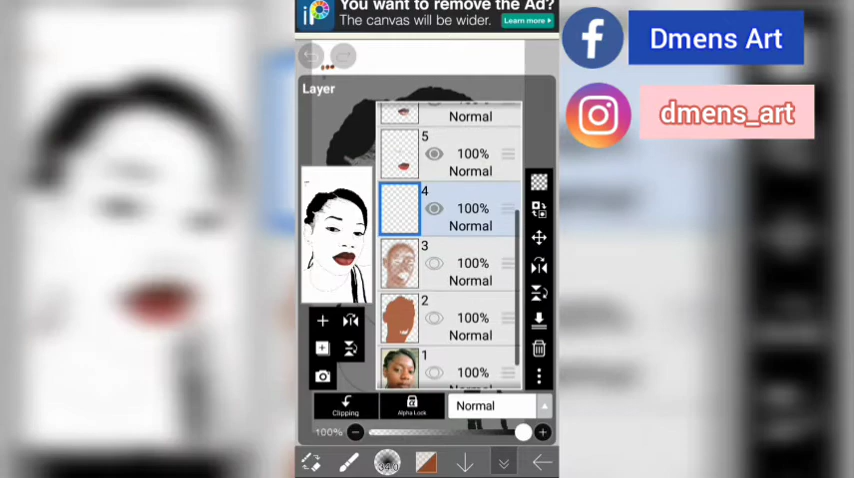 You want to remove the Ad?
The canvas will be wider.
Learn more
Dmens Art
dmens_art
Layer
Normal
5
100%
Normal
4
100%
Normal
3
100%
Normal
2
100%
Normal
1
100%
Clipping
Alpha Lock
Normal
100%
34.0